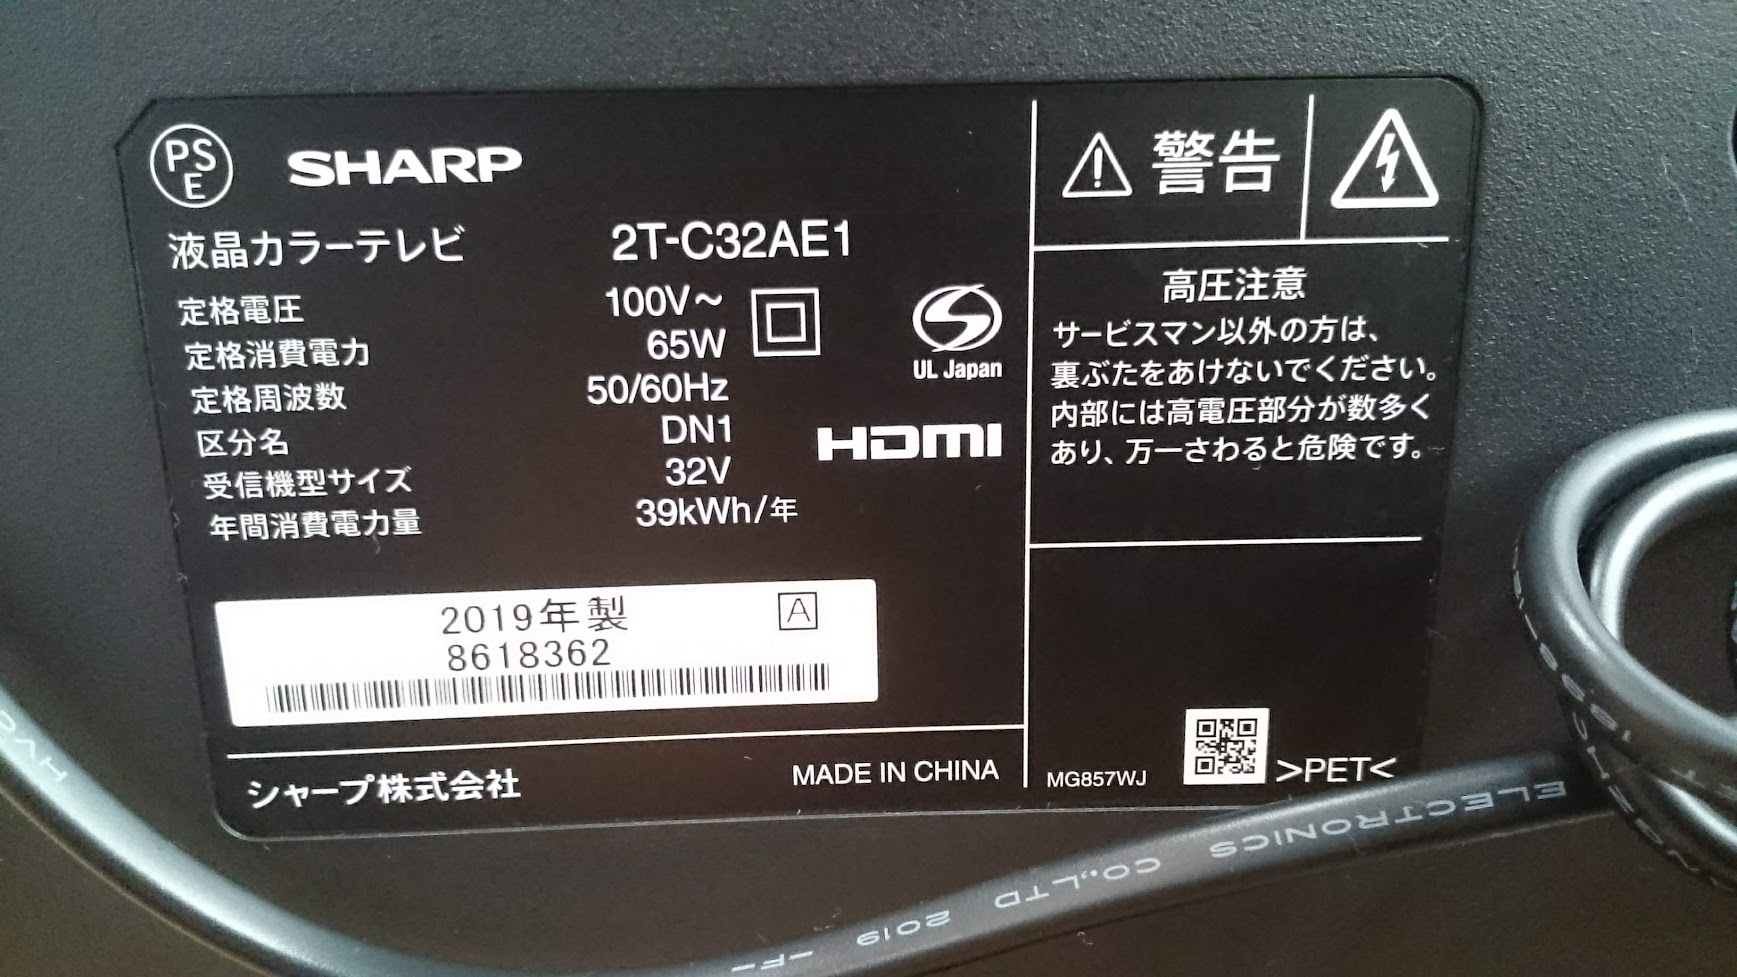 PS
E
SHARP
液晶カラーテレビ 2T-C32AE1
定格電圧 100V～
定格消費電力 65W
定格周波数 50/60Hz
区分名 DN1
受信機型サイズ 32V
年間消費電力量 39kWh/年
UL Japan
HDMI
2019年製 A
8618362
シャープ株式会社
MADE IN CHINA
警告
高圧注意
サービスマン以外の方は、
裏ぶたをあけないでください。
内部には高電圧部分が数多く
あり、万一さわると危険です。
MG857WJ
>PET<
ELECTRONICS CO.,LTD 2019 -F-